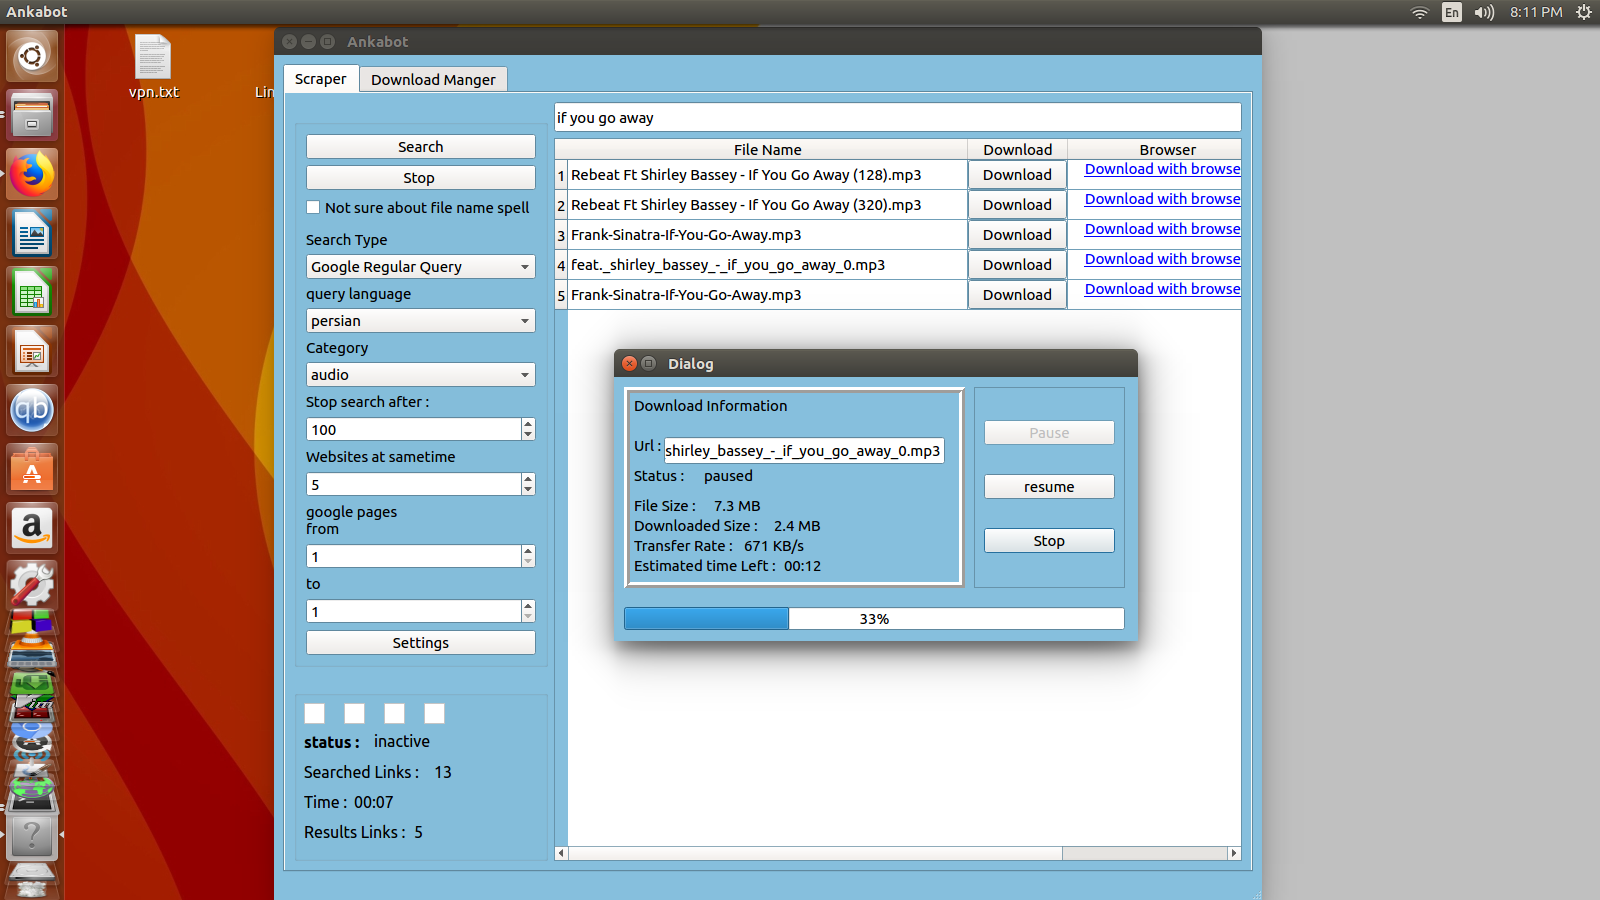 Ankabot
En
8:11 PM
vpn.txt
Lin
Ankabot
Scraper
Download Manger
if you go away
Search
Stop
Not sure about file name spell
Search Type
Google Regular Query
query language
persian
Category
audio
Stop search after :
100
Websites at sametime
5
google pages
from
1
to
1
Settings
status : inactive
Searched Links : 13
Time : 00:07
Results Links : 5
File Name Download Browser
1 Rebeat Ft Shirley Bassey - If You Go Away (128).mp3 Download Download with browse
2 Rebeat Ft Shirley Bassey - If You Go Away (320).mp3 Download Download with browse
3 Frank-Sinatra-If-You-Go-Away.mp3 Download Download with browse
4 feat._shirley_bassey_-_if_you_go_away_0.mp3 Download Download with browse
5 Frank-Sinatra-If-You-Go-Away.mp3 Download Download with browse
Dialog
Download Information
Url : shirley_bassey_-_if_you_go_away_0.mp3
Status : paused
File Size : 7.3 MB
Downloaded Size : 2.4 MB
Transfer Rate : 671 KB/s
Estimated time Left : 00:12
Pause
resume
Stop
33%
qb
a
A
?